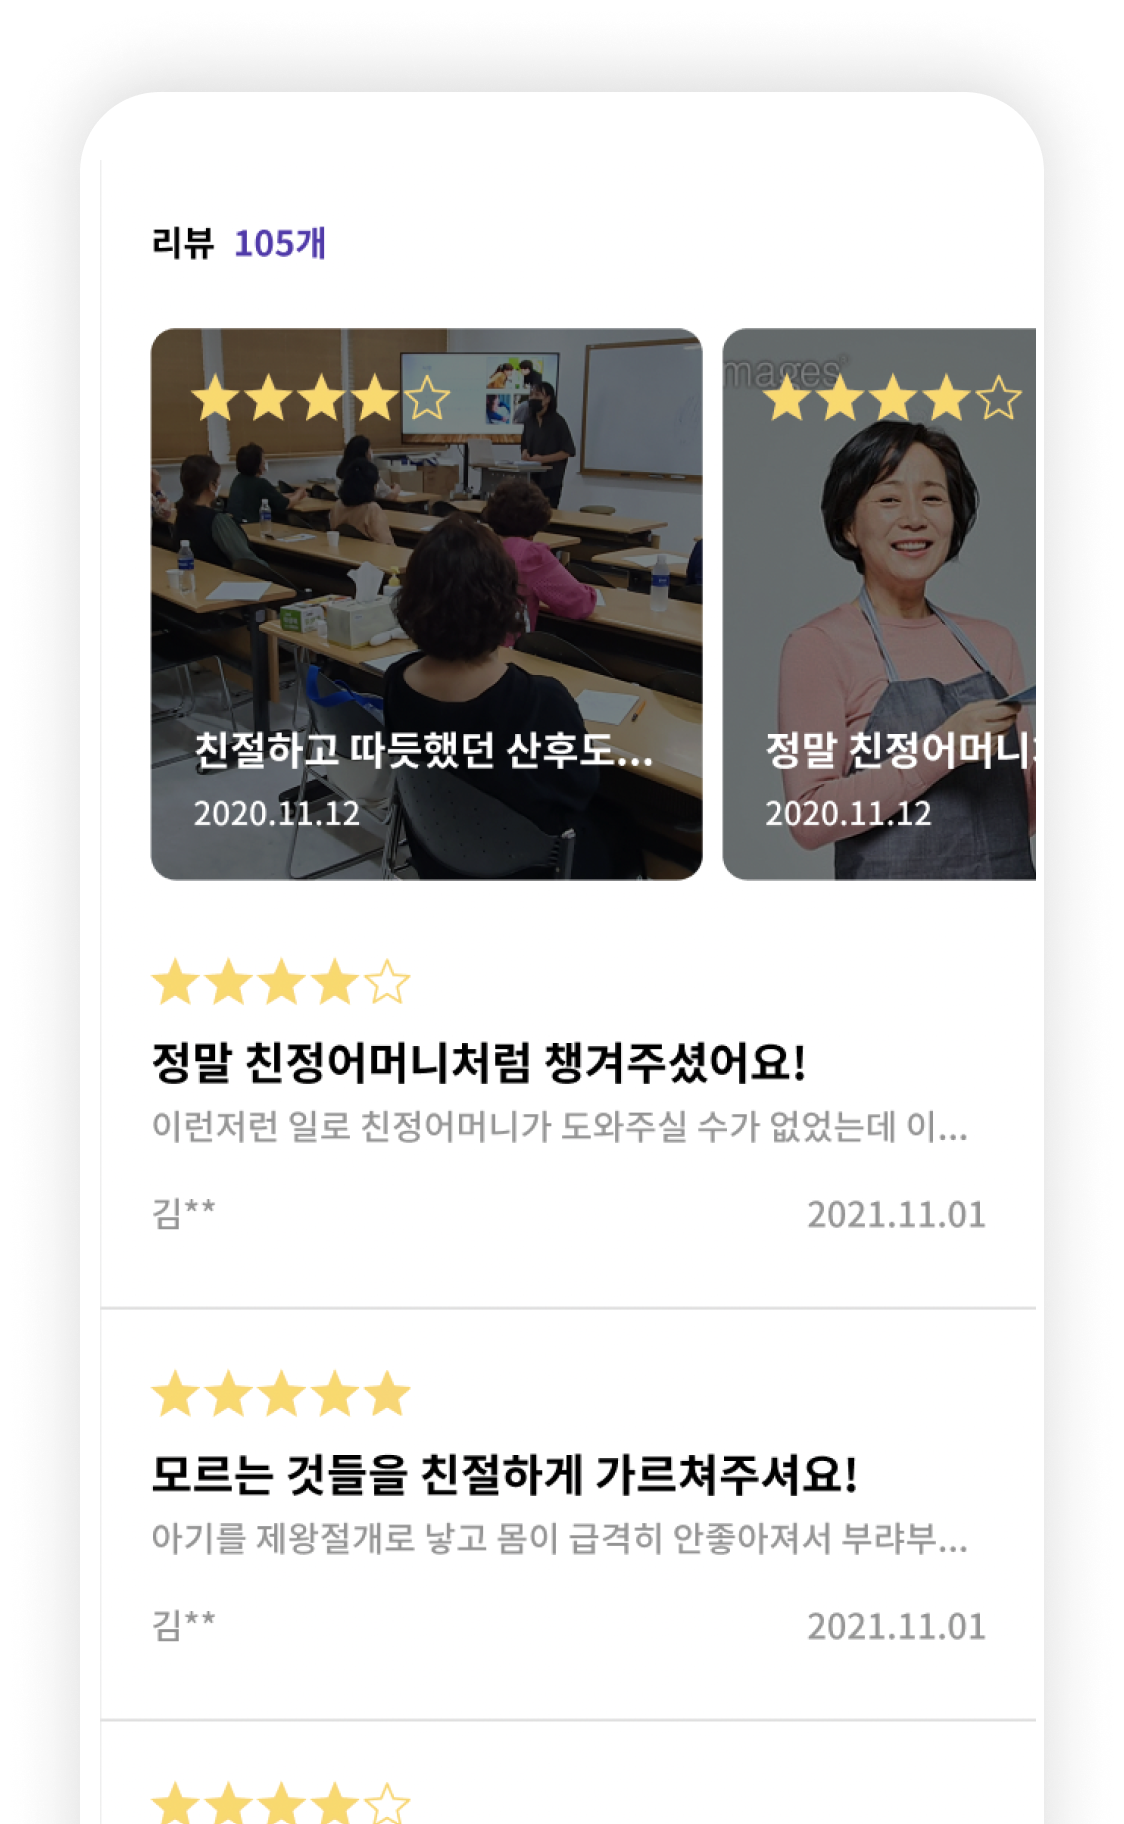 리뷰 105개
mages
친절하고 따듯했던 산후도...
2020.11.12
정말 친정어머니
2020.11.12
정말 친정어머니처럼 챙겨주셨어요!
이런저런 일로 친정어머니가 도와주실 수가 없었는데 이...
김**
2021.11.01
모르는 것들을 친절하게 가르쳐주셔요!
아기를 제왕절개로 낳고 몸이 급격히 안좋아져서 부랴부...
김**
2021.11.01